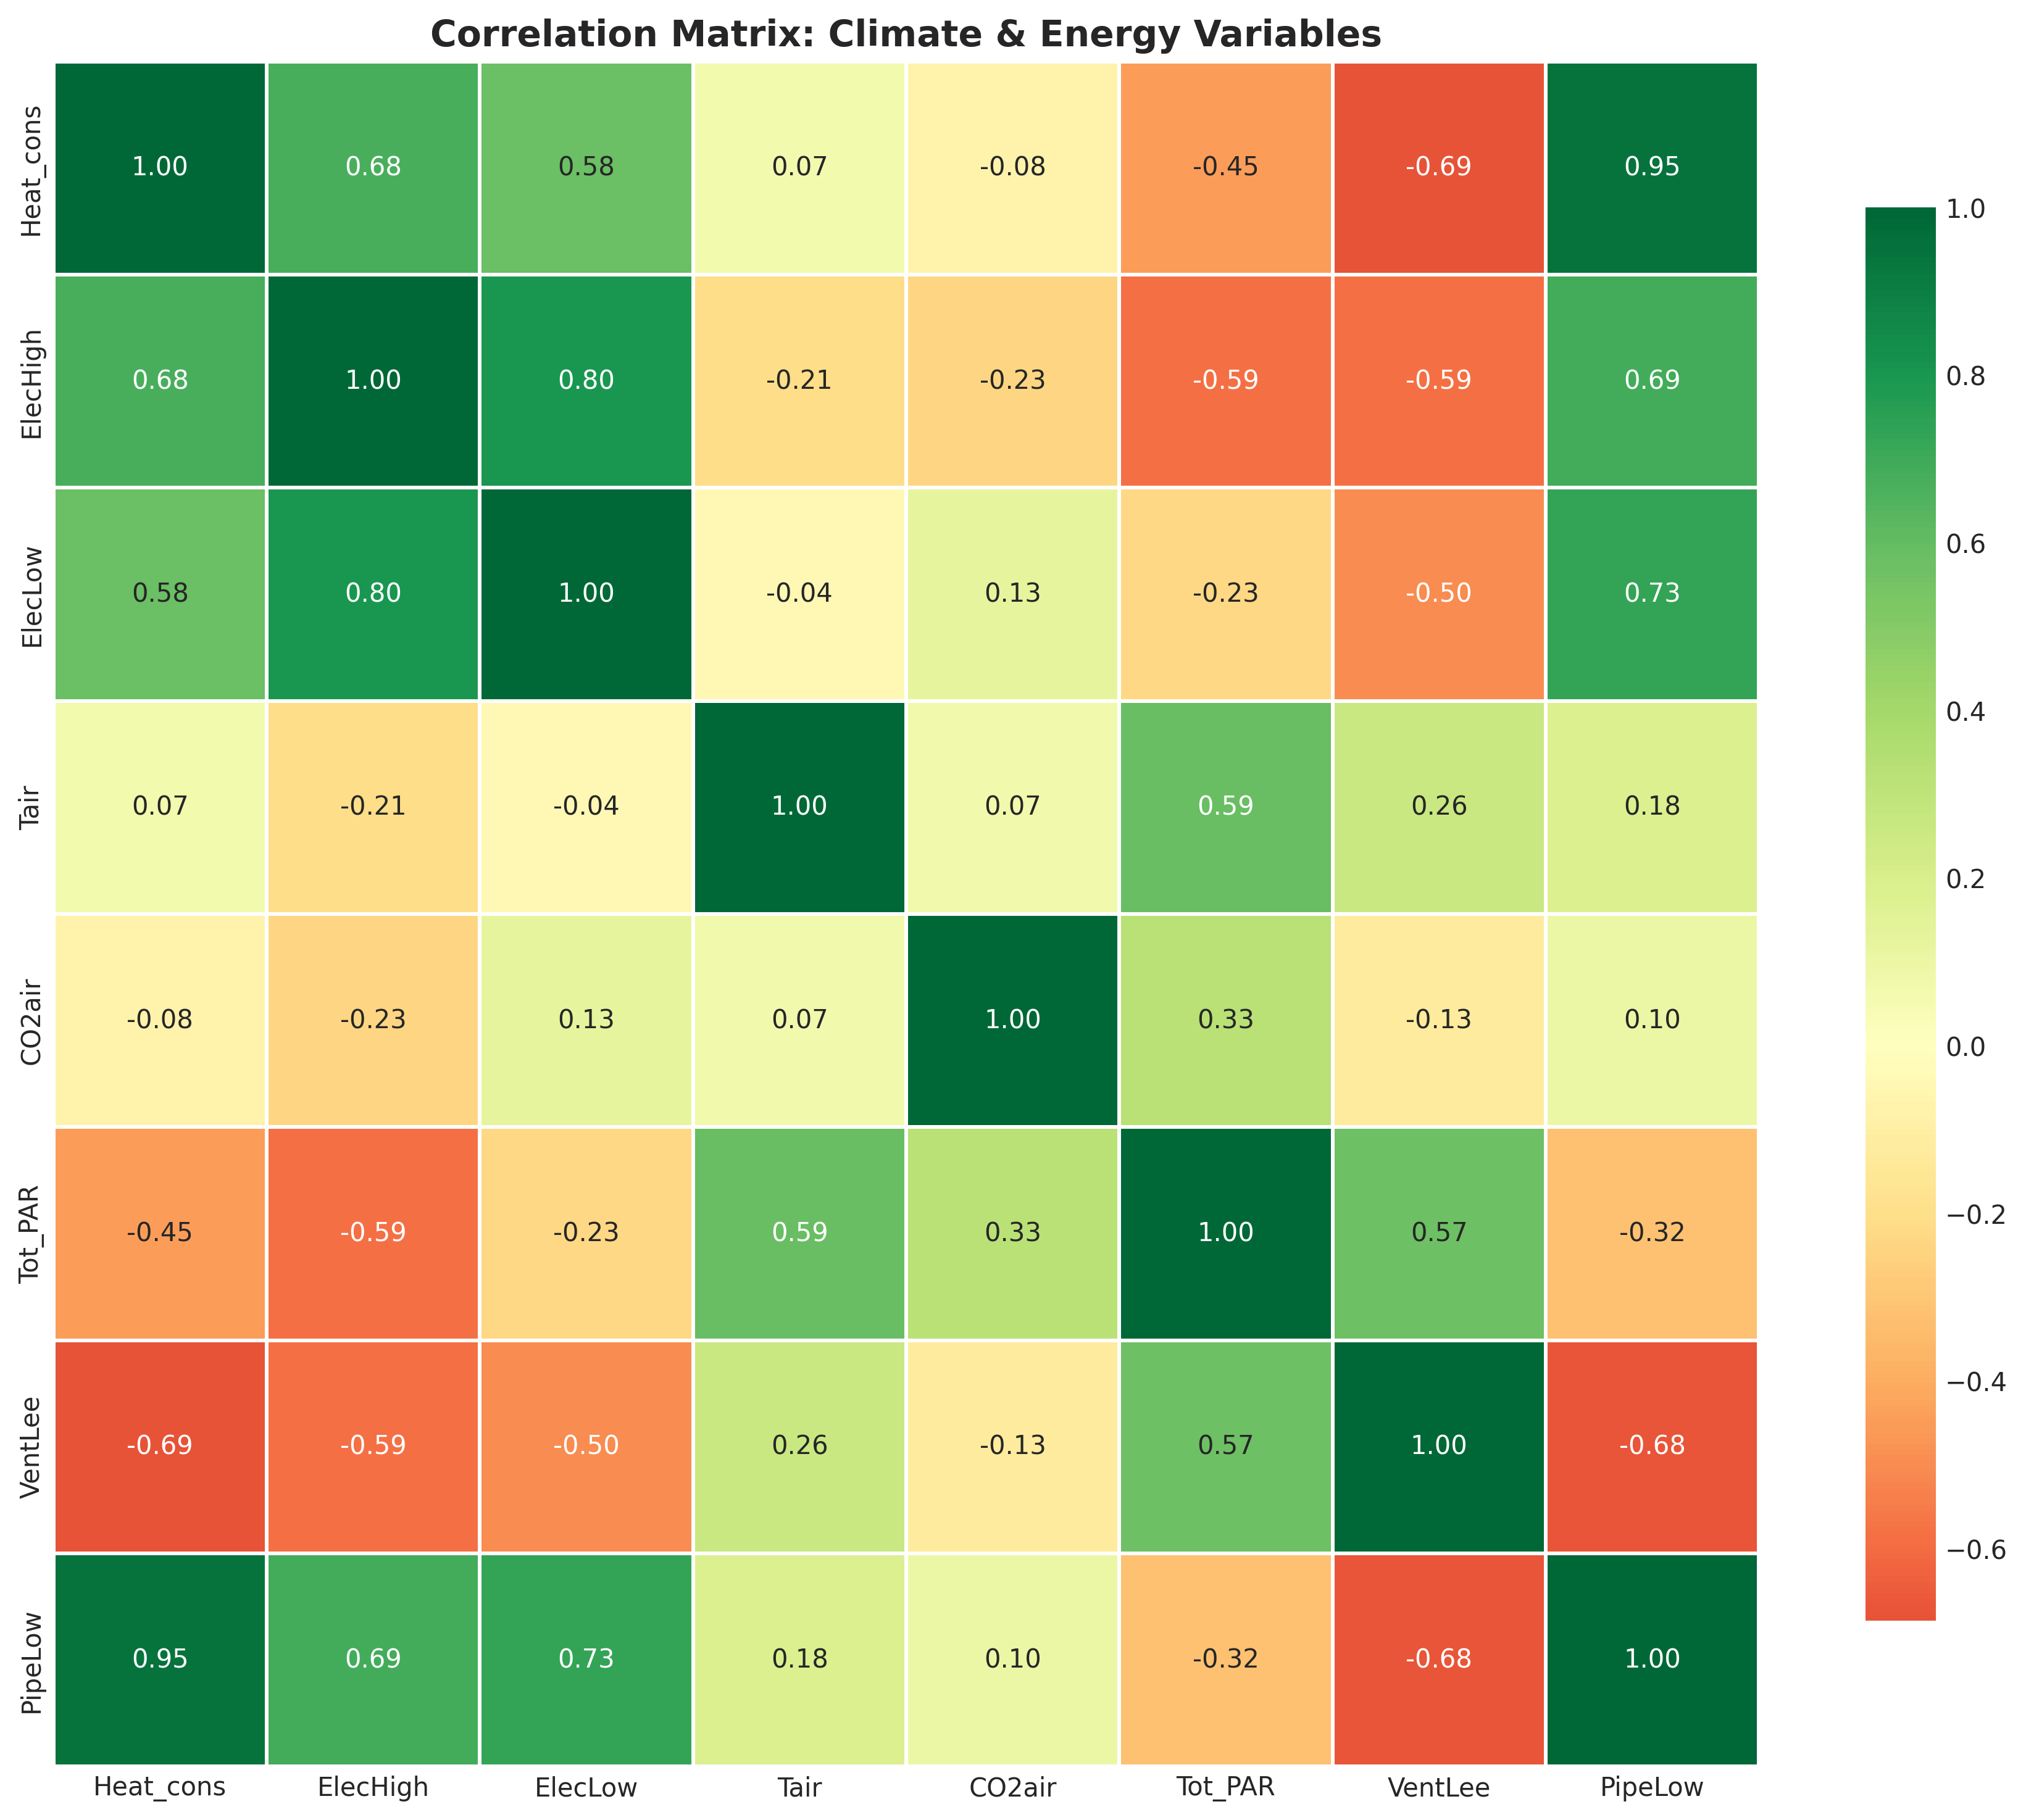 Correlation Matrix: Climate & Energy Variables
Heat_cons 1.00 0.68 0.58 0.07 -0.08 -0.45 -0.69 0.95
ElecHigh 0.68 1.00 0.80 -0.21 -0.23 -0.59 -0.59 0.69
ElecLow 0.58 0.80 1.00 -0.04 0.13 -0.23 -0.50 0.73
Tair 0.07 -0.21 -0.04 1.00 0.07 0.59 0.26 0.18
CO2air -0.08 -0.23 0.13 0.07 1.00 0.33 -0.13 0.10
Tot_PAR -0.45 -0.59 -0.23 0.59 0.33 1.00 0.57 -0.32
VentLee -0.69 -0.59 -0.50 0.26 -0.13 0.57 1.00 -0.68
PipeLow 0.95 0.69 0.73 0.18 0.10 -0.32 -0.68 1.00
Heat_cons ElecHigh ElecLow Tair CO2air Tot_PAR VentLee PipeLow
1.0
0.8
0.6
0.4
0.2
0.0
−0.2
−0.4
−0.6